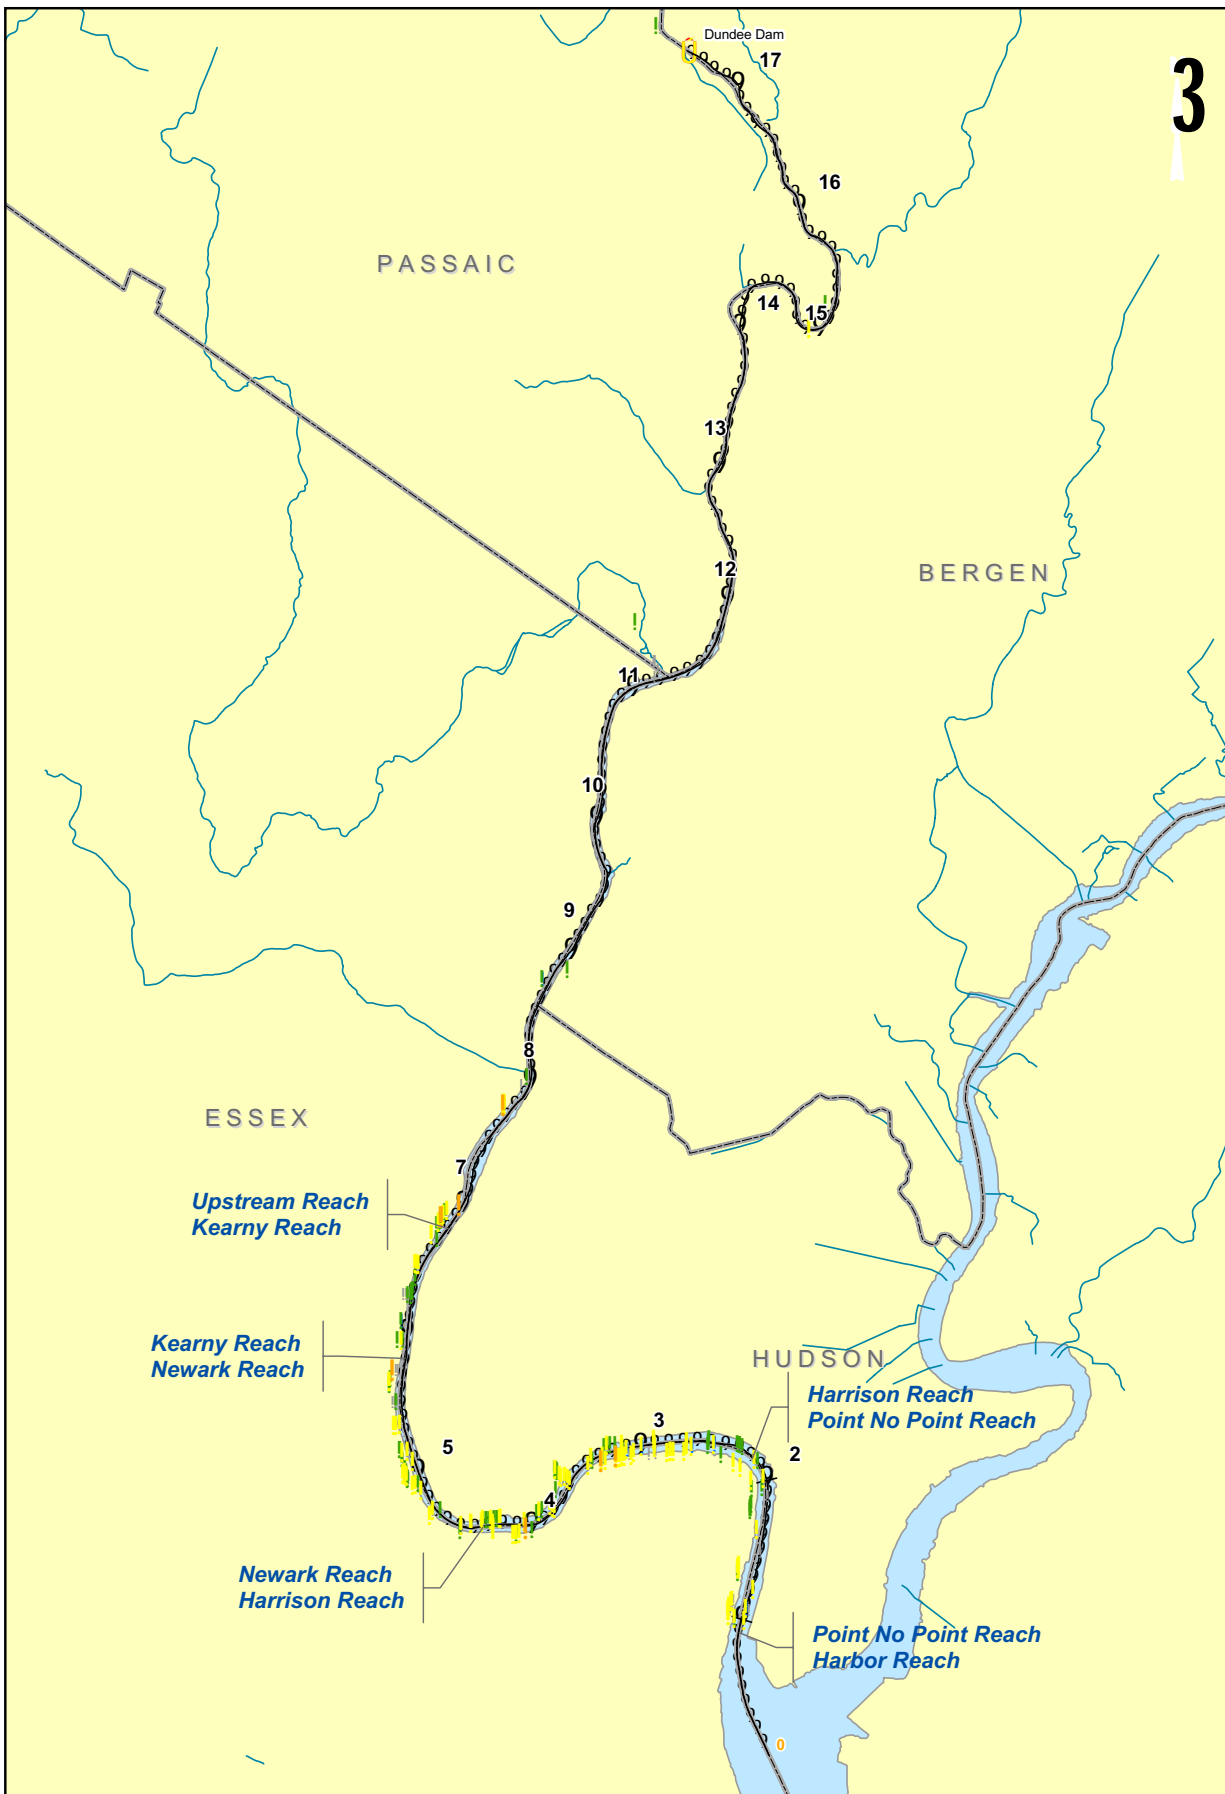 Dundee Dam
17
3
16
PASSAIC
14
15
13
12
BERGEN
11
10
9
8
ESSEX
7
Upstream Reach
Kearny Reach
Kearny Reach
Newark Reach
HUDSON
Harrison Reach
Point No Point Reach
3
2
5
4
Newark Reach
Harrison Reach
Point No Point Reach
Harbor Reach
0